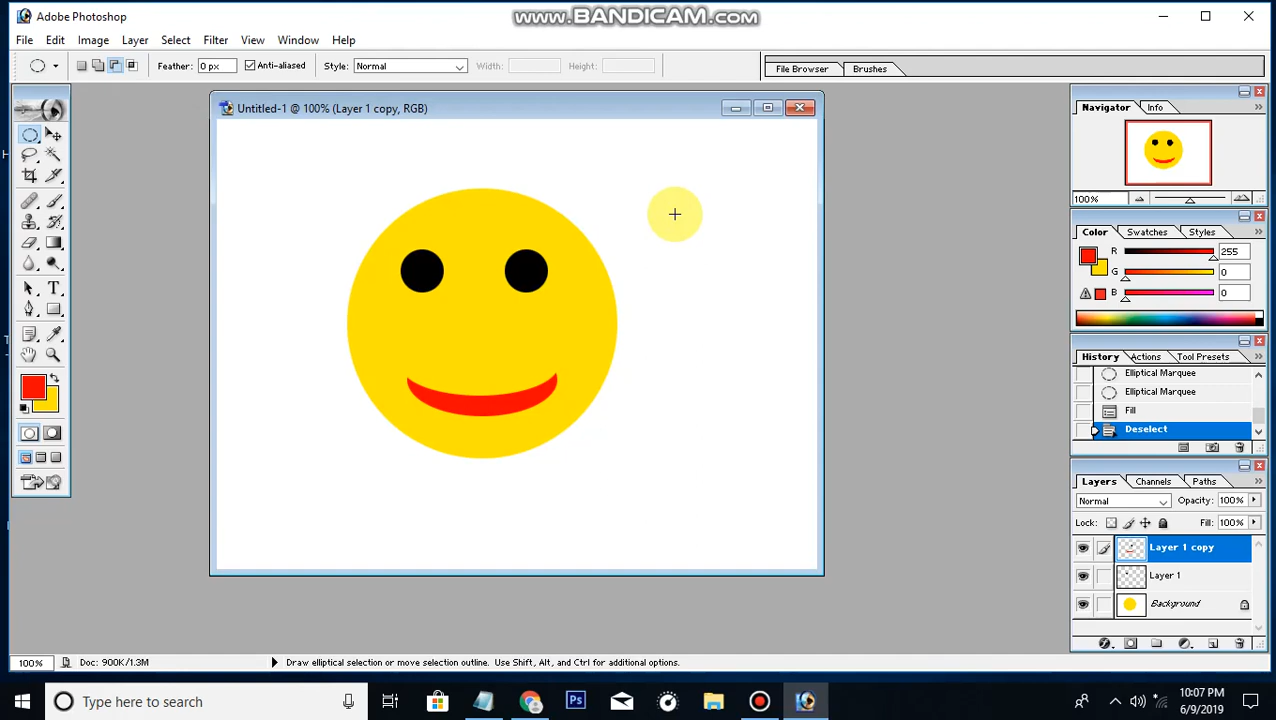 Adobe Photoshop
www.BANDICAM.com
File Edit Image Layer Select Filter View Window Help
Feather: 0 px Anti-aliased Style: Normal Width: Height: File Browser Brushes
Untitled-1 @ 100% (Layer 1 copy, RGB)
Navigator Info
100%
Color Swatches Styles
R 255
G 0
B 0
History Actions Tool Presets
Elliptical Marquee
Elliptical Marquee
Fill
Deselect
Layers Channels Paths
Normal Opacity: 100%
Lock: Fill: 100%
Layer 1 copy
Layer 1
Background
T
100% Doc: 900K/1.3M Draw elliptical selection or move selection outline. Use Shift, Alt, and Ctrl for additional options.
Type here to search
Ps
10:07 PM
6/9/2019